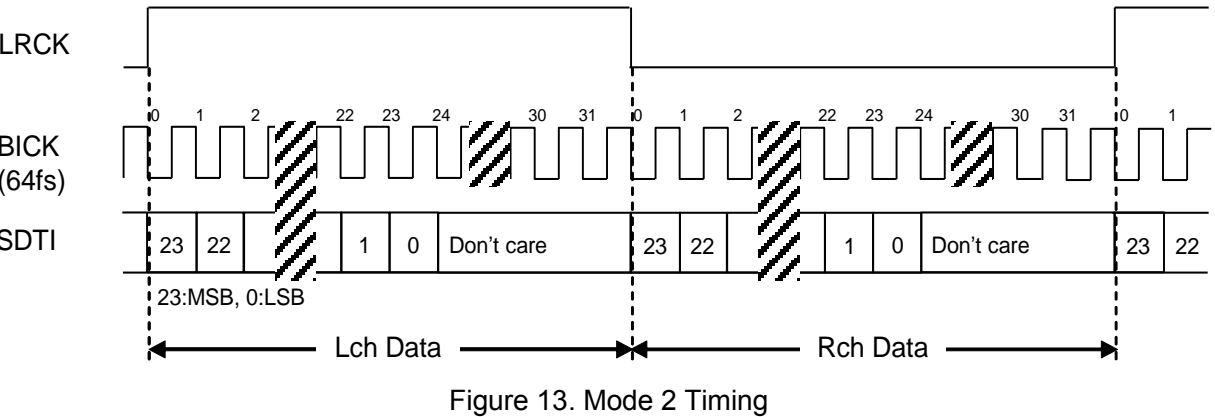 LRCK
0 1 2 22 23 24 30 31 0 1 2 22 23 24 30 31 0 1
BICK
(64fs)
SDTI 23 22 1 0 Don't care 23 22 1 0 Don't care 23 22
23:MSB, 0:LSB
Lch Data Rch Data
Figure 13. Mode 2 Timing